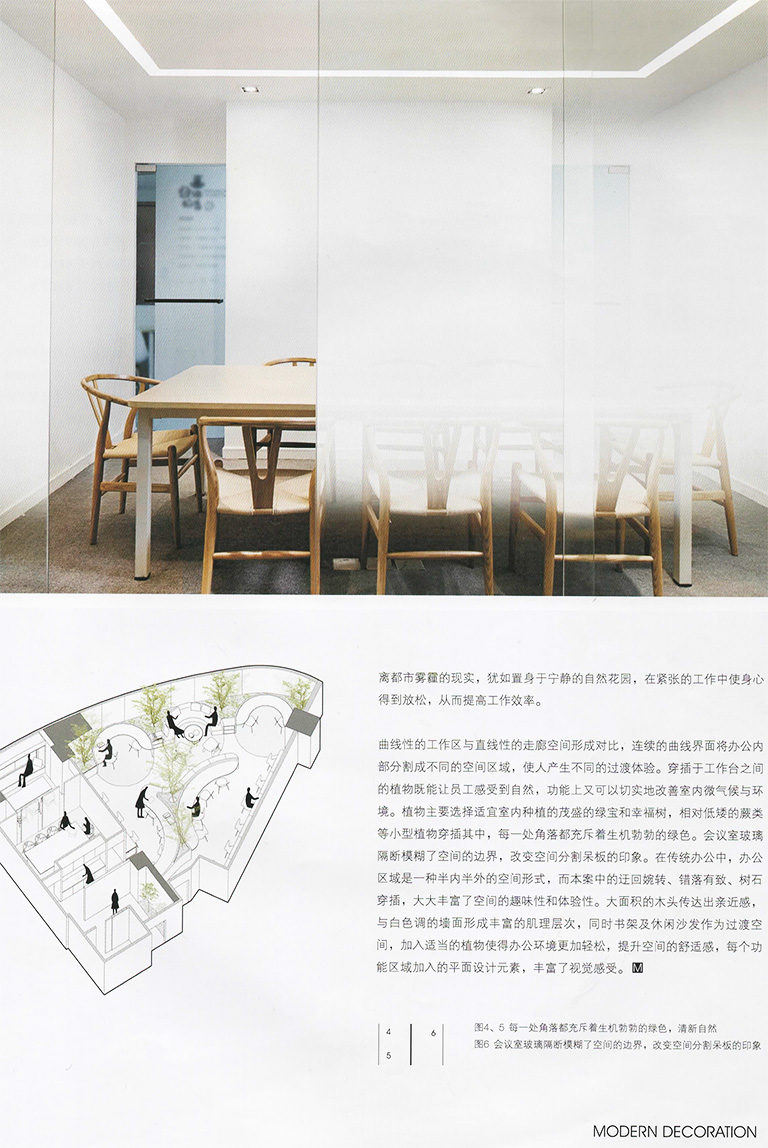 离都市雾霾的现实，犹如置身于宁静的自然花园，在紧张的工作中使身心
得到放松，从而提高工作效率。
曲线性的工作区与直线性的走廊空间形成对比，连续的曲线界面将办公内
部分割成不同的空间区域，使人产生不同的过渡体验。穿插于工作台之间
的植物既能让员工感受到自然，功能上又可以切实地改善室内微气候与环
境。植物主要选择适宜室内种植的茂盛的绿宝和幸福树，相对低矮的蕨类
等小型植物穿插其中，每一处角落都充斥着生机勃勃的绿色。会议室玻璃
隔断模糊了空间的边界，改变空间分割呆板的印象。在传统办公中，办公
区域是一种半内半外的空间形式，而本案中的迂回婉转、错落有致、树石
穿插，大大丰富了空间的趣味性和体验性。大面积的木头传达出亲近感，
与白色调的墙面形成丰富的肌理层次，同时书架及休闲沙发作为过渡空
间，加入适当的植物使得办公环境更加轻松，提升空间的舒适感，每个功
能区域加入的平面设计元素，丰富了视觉感受。M
4 6
5
图4、5 每一处角落都充斥着生机勃勃的绿色，清新自然
图6 会议室玻璃隔断模糊了空间的边界，改变空间分割呆板的印象
MODERN DECORATION